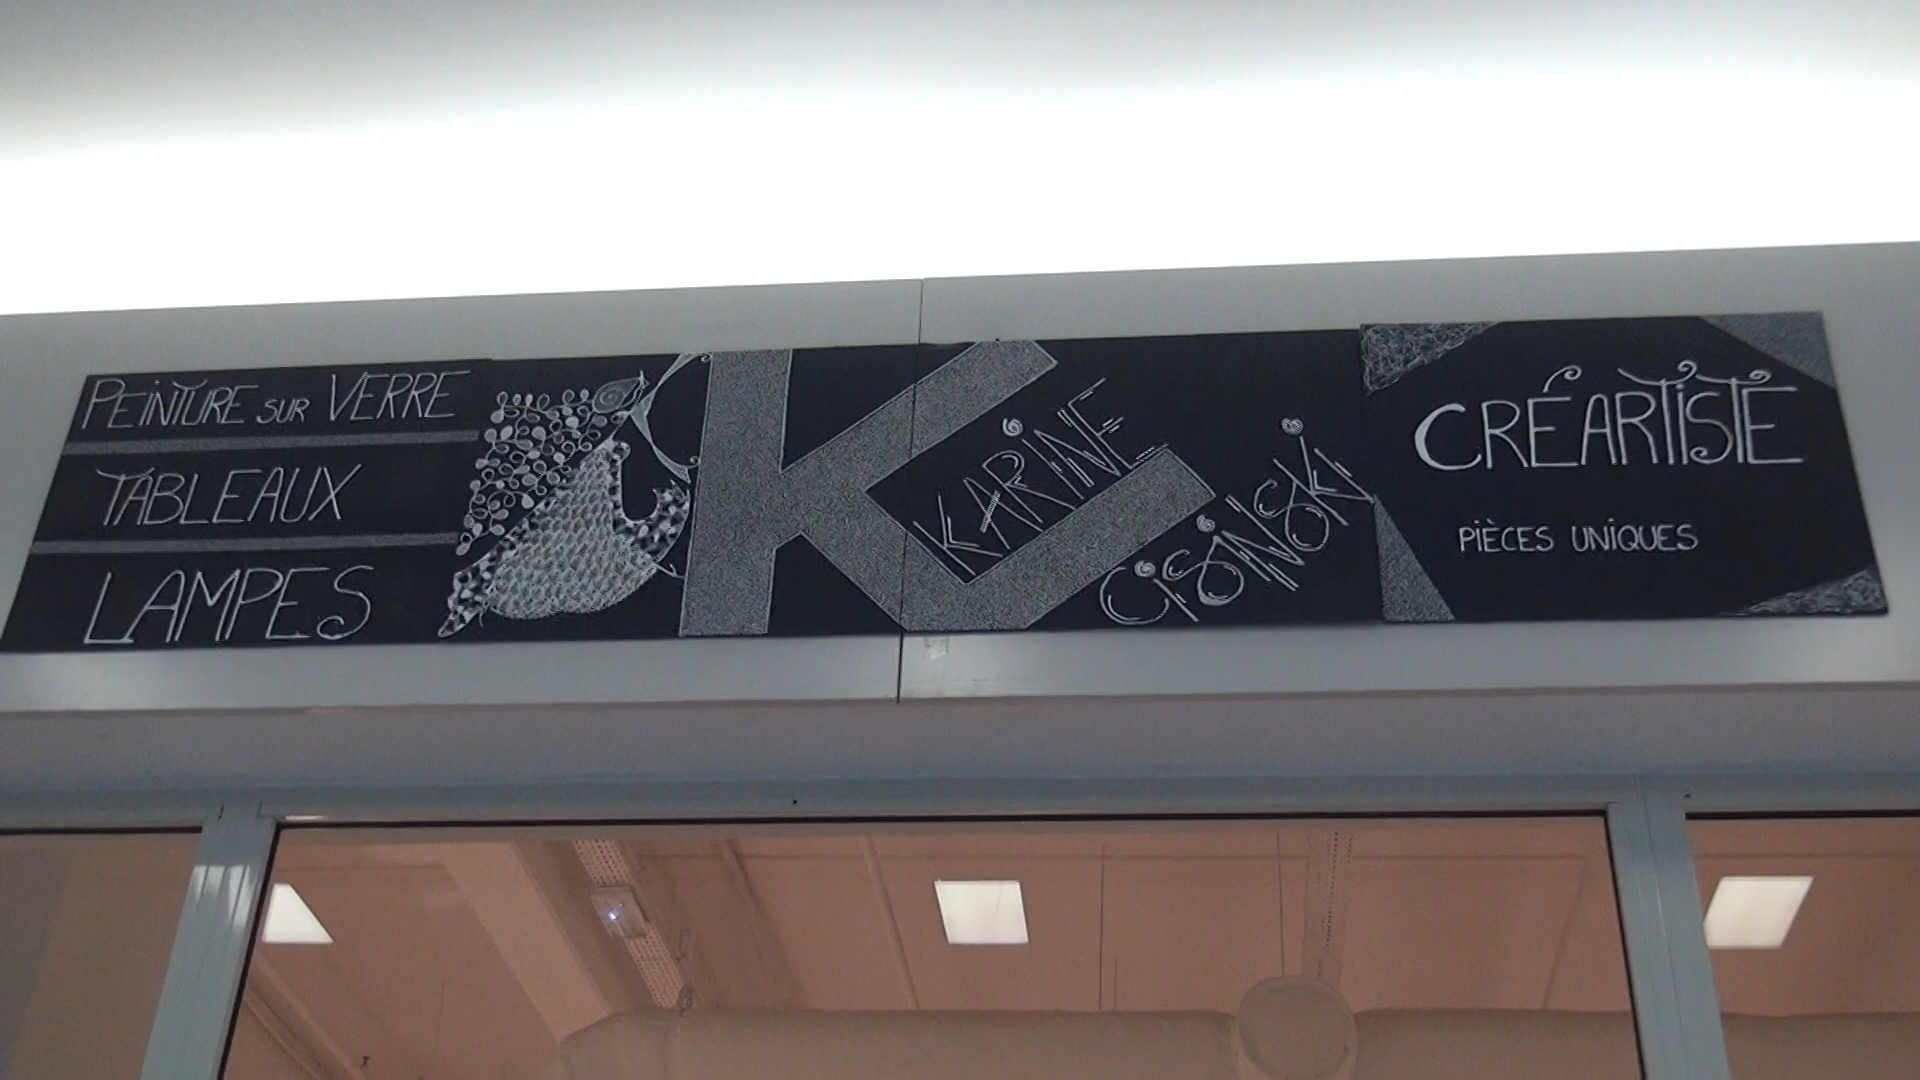 PEINTURE SUR VERRE
TABLEAUX
LAMPES
K
KARINE
CISINSKI
CRÉARTISTE
PIÈCES UNIQUES